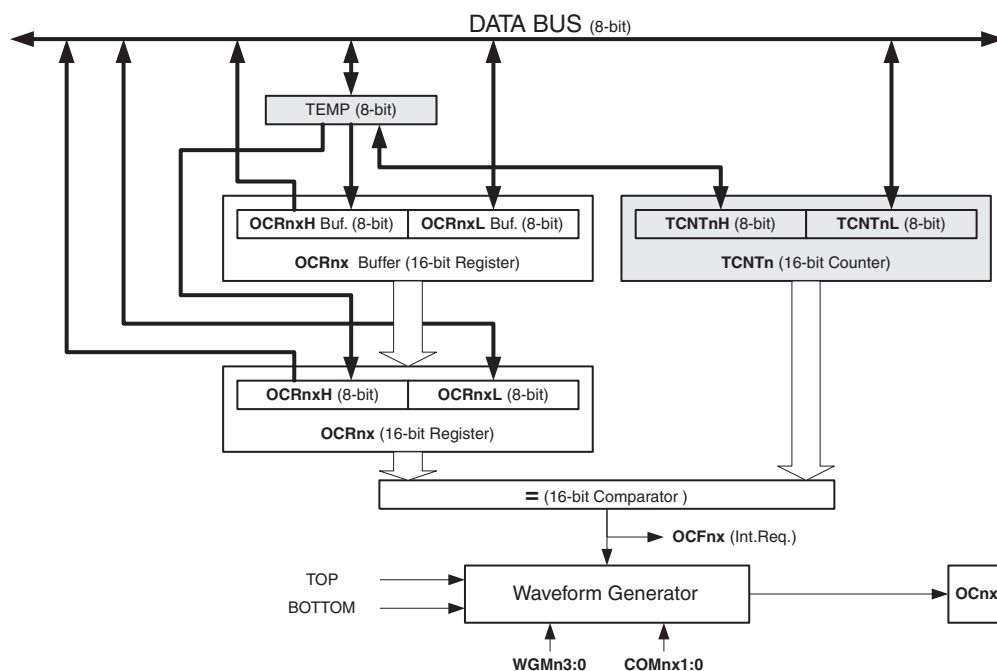 DATA BUS (8-bit)
TEMP (8-bit)
OCRnxH Buf. (8-bit)
OCRnxL Buf. (8-bit)
OCRnx Buffer (16-bit Register)
TCNTnH (8-bit)
TCNTnL (8-bit)
TCNTn (16-bit Counter)
OCRnxH (8-bit)
OCRnxL (8-bit)
OCRnx (16-bit Register)
= (16-bit Comparator )
OCFnx (Int.Req.)
TOP
BOTTOM
Waveform Generator
OCnx
WGMn3:0
COMnx1:0